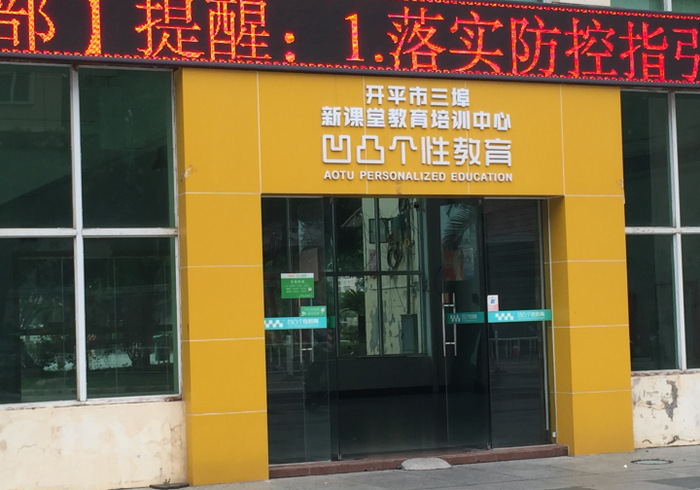 部】提醒：1.落实防控指引
开平市三埠
新课堂教育培训中心
凹凸个性教育
AOTU PERSONALIZED EDUCATION